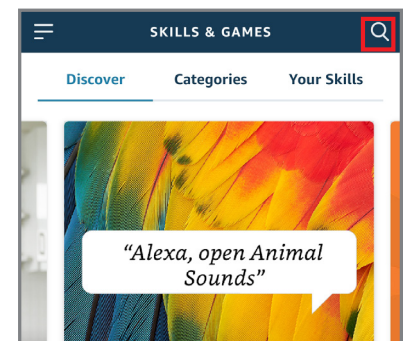 SKILLS & GAMES
Discover Categories Your Skills
“Alexa, open Animal
Sounds”